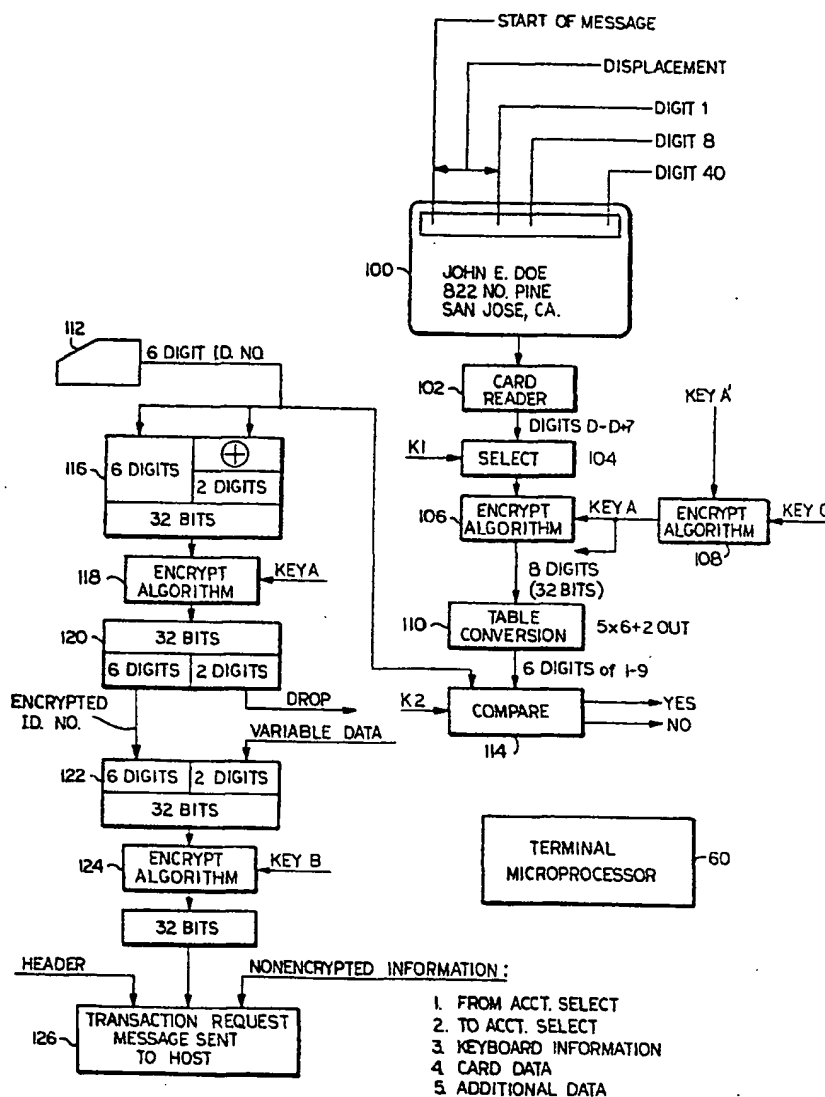 START OF MESSAGE
DISPLACEMENT
DIGIT 1
DIGIT 8
DIGIT 40
100
JOHN E. DOE
822 NO. PINE
SAN JOSE, CA.
112
6 DIGIT I.D. NO.
102
CARD
READER
KEY A'
DIGITS D-D+7
K1
SELECT
104
116
6 DIGITS
2 DIGITS
32 BITS
106
ENCRYPT
ALGORITHM
KEY A
ENCRYPT
ALGORITHM
KEY C
108
8 DIGITS
(32 BITS)
118
ENCRYPT
ALGORITHM
KEY A
110
TABLE
CONVERSION
5x6+2 OUT
120
32 BITS
6 DIGITS
2 DIGITS
6 DIGITS of 1-9
DROP
K2
COMPARE
YES
NO
114
ENCRYPTED
I.D. NO.
VARIABLE DATA
122
6 DIGITS
2 DIGITS
32 BITS
124
ENCRYPT
ALGORITHM
KEY B
TERMINAL
MICROPROCESSOR
60
32 BITS
HEADER
NONENCRYPTED INFORMATION:
126
TRANSACTION REQUEST
MESSAGE SENT
TO HOST
1. FROM ACCT. SELECT
2. TO ACCT. SELECT
3. KEYBOARD INFORMATION
4. CARD DATA
5. ADDITIONAL DATA